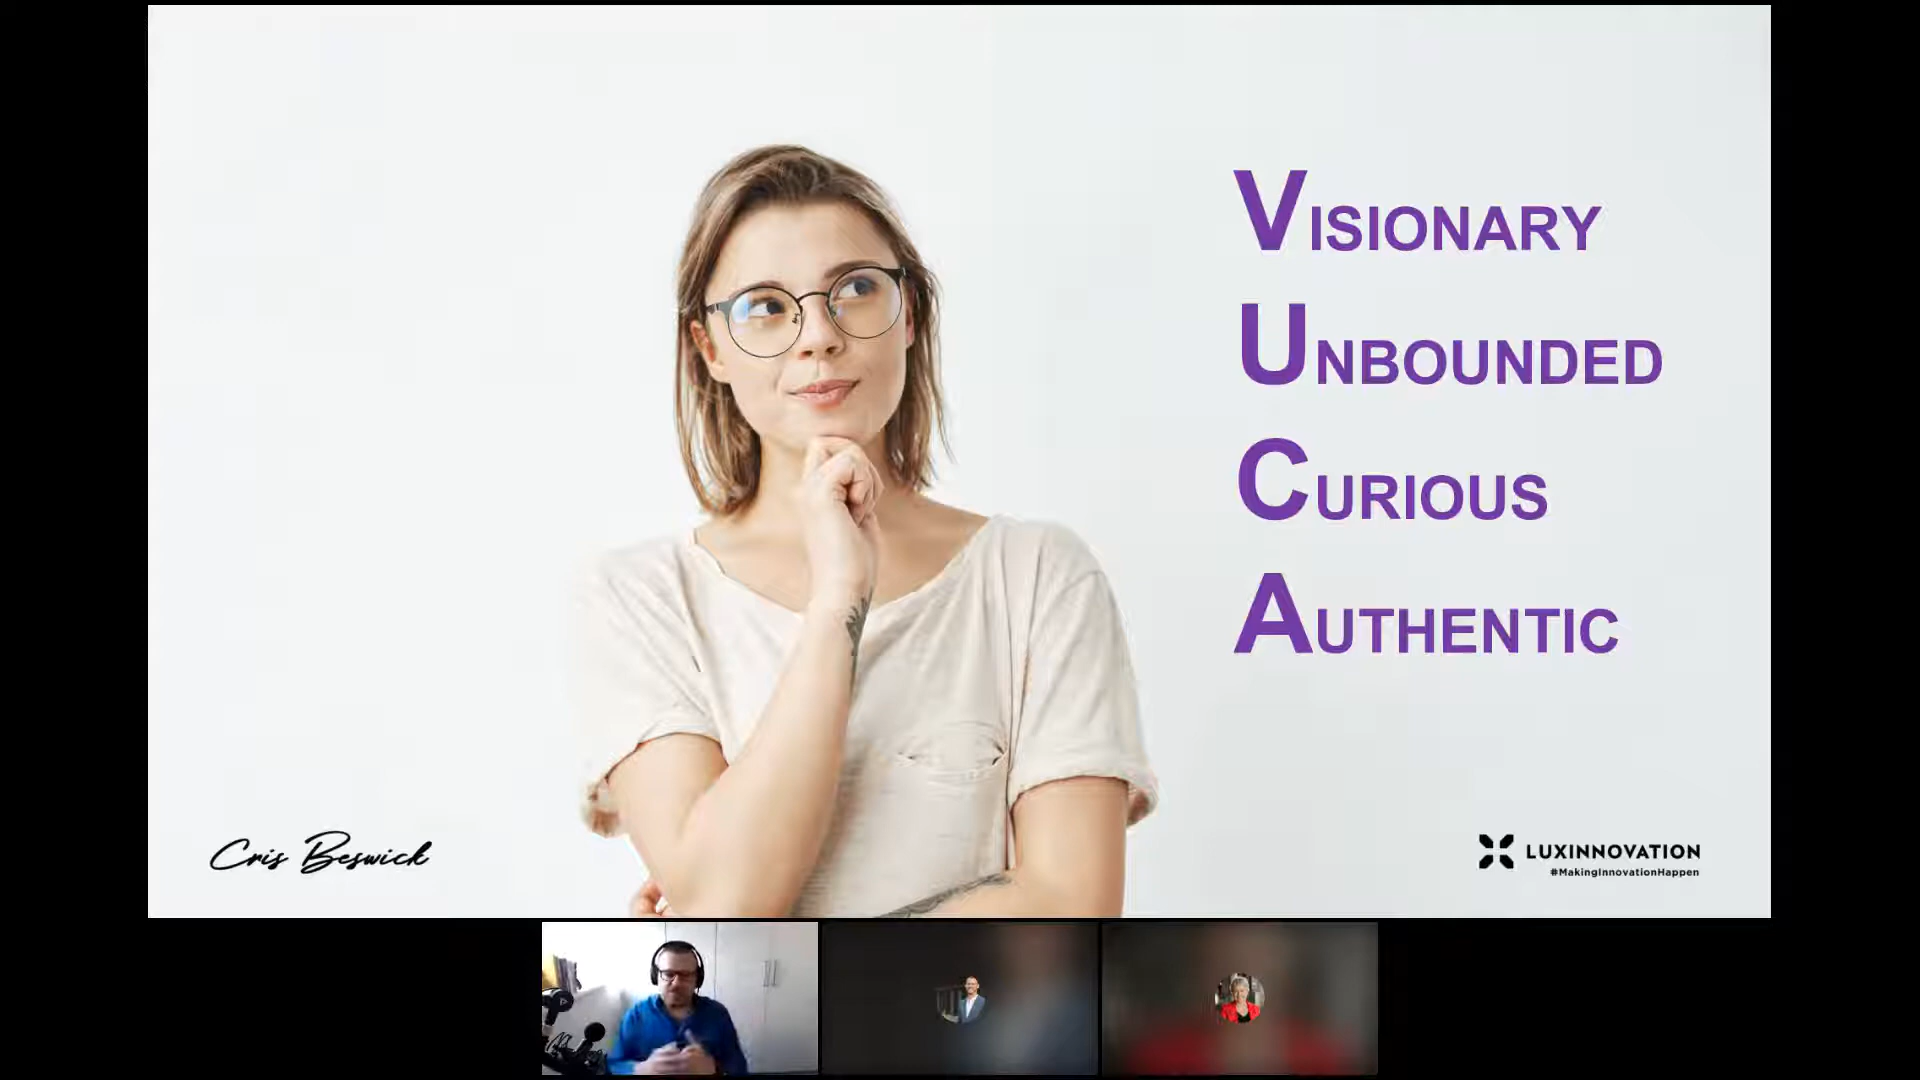 VISIONARY
UNBOUNDED
CURIOUS
AUTHENTIC
Cris Beswick
LUXINNOVATION
#MakingInnovationHappen